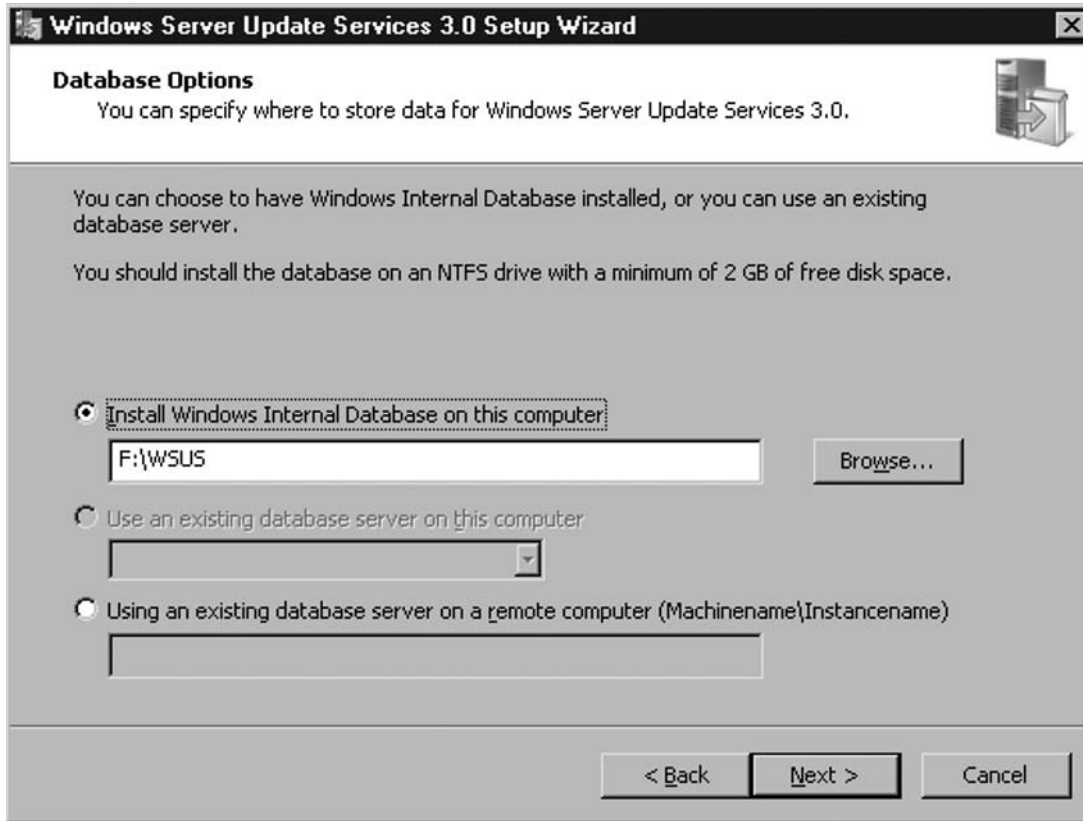 Windows Server Update Services 3.0 Setup Wizard
Database Options
You can specify where to store data for Windows Server Update Services 3.0.
You can choose to have Windows Internal Database installed, or you can use an existing
database server.
You should install the database on an NTFS drive with a minimum of 2 GB of free disk space.
Install Windows Internal Database on this computer
F:\WSUS
Browse...
Use an existing database server on this computer
Using an existing database server on a remote computer (Machinename\Instancename)
< Back
Next >
Cancel